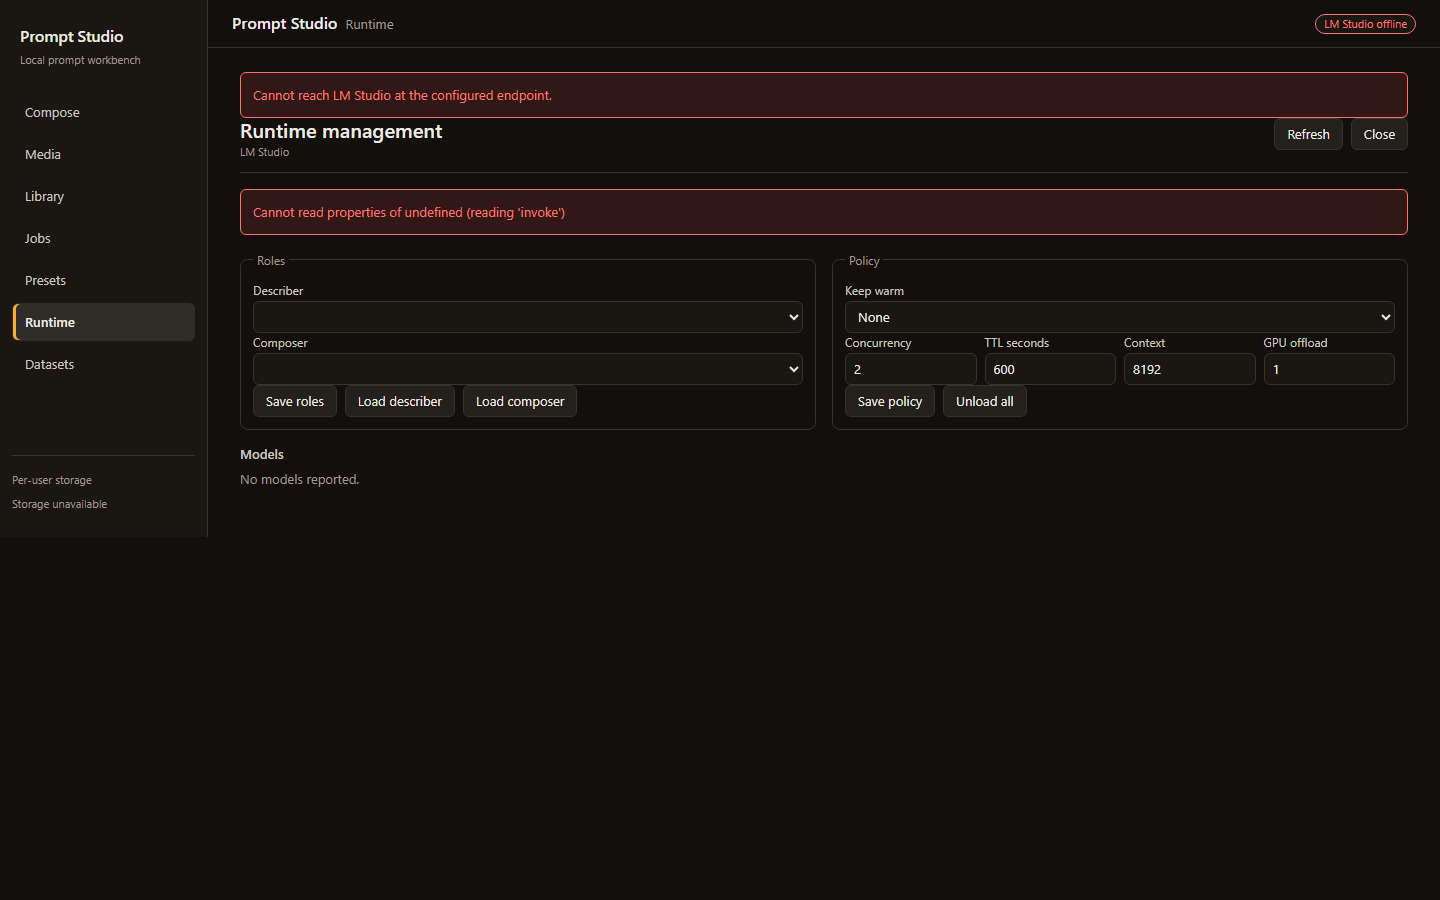 Prompt Studio
Local prompt workbench
Compose
Media
Library
Jobs
Presets
Runtime
Datasets
Per-user storage
Storage unavailable
Prompt Studio Runtime
LM Studio offline
Cannot reach LM Studio at the configured endpoint.
Runtime management
LM Studio
Refresh Close
Cannot read properties of undefined (reading 'invoke')
Roles
Describer
Composer
Save roles Load describer Load composer
Policy
Keep warm
None
Concurrency TTL seconds Context GPU offload
2 600 8192 1
Save policy Unload all
Models
No models reported.